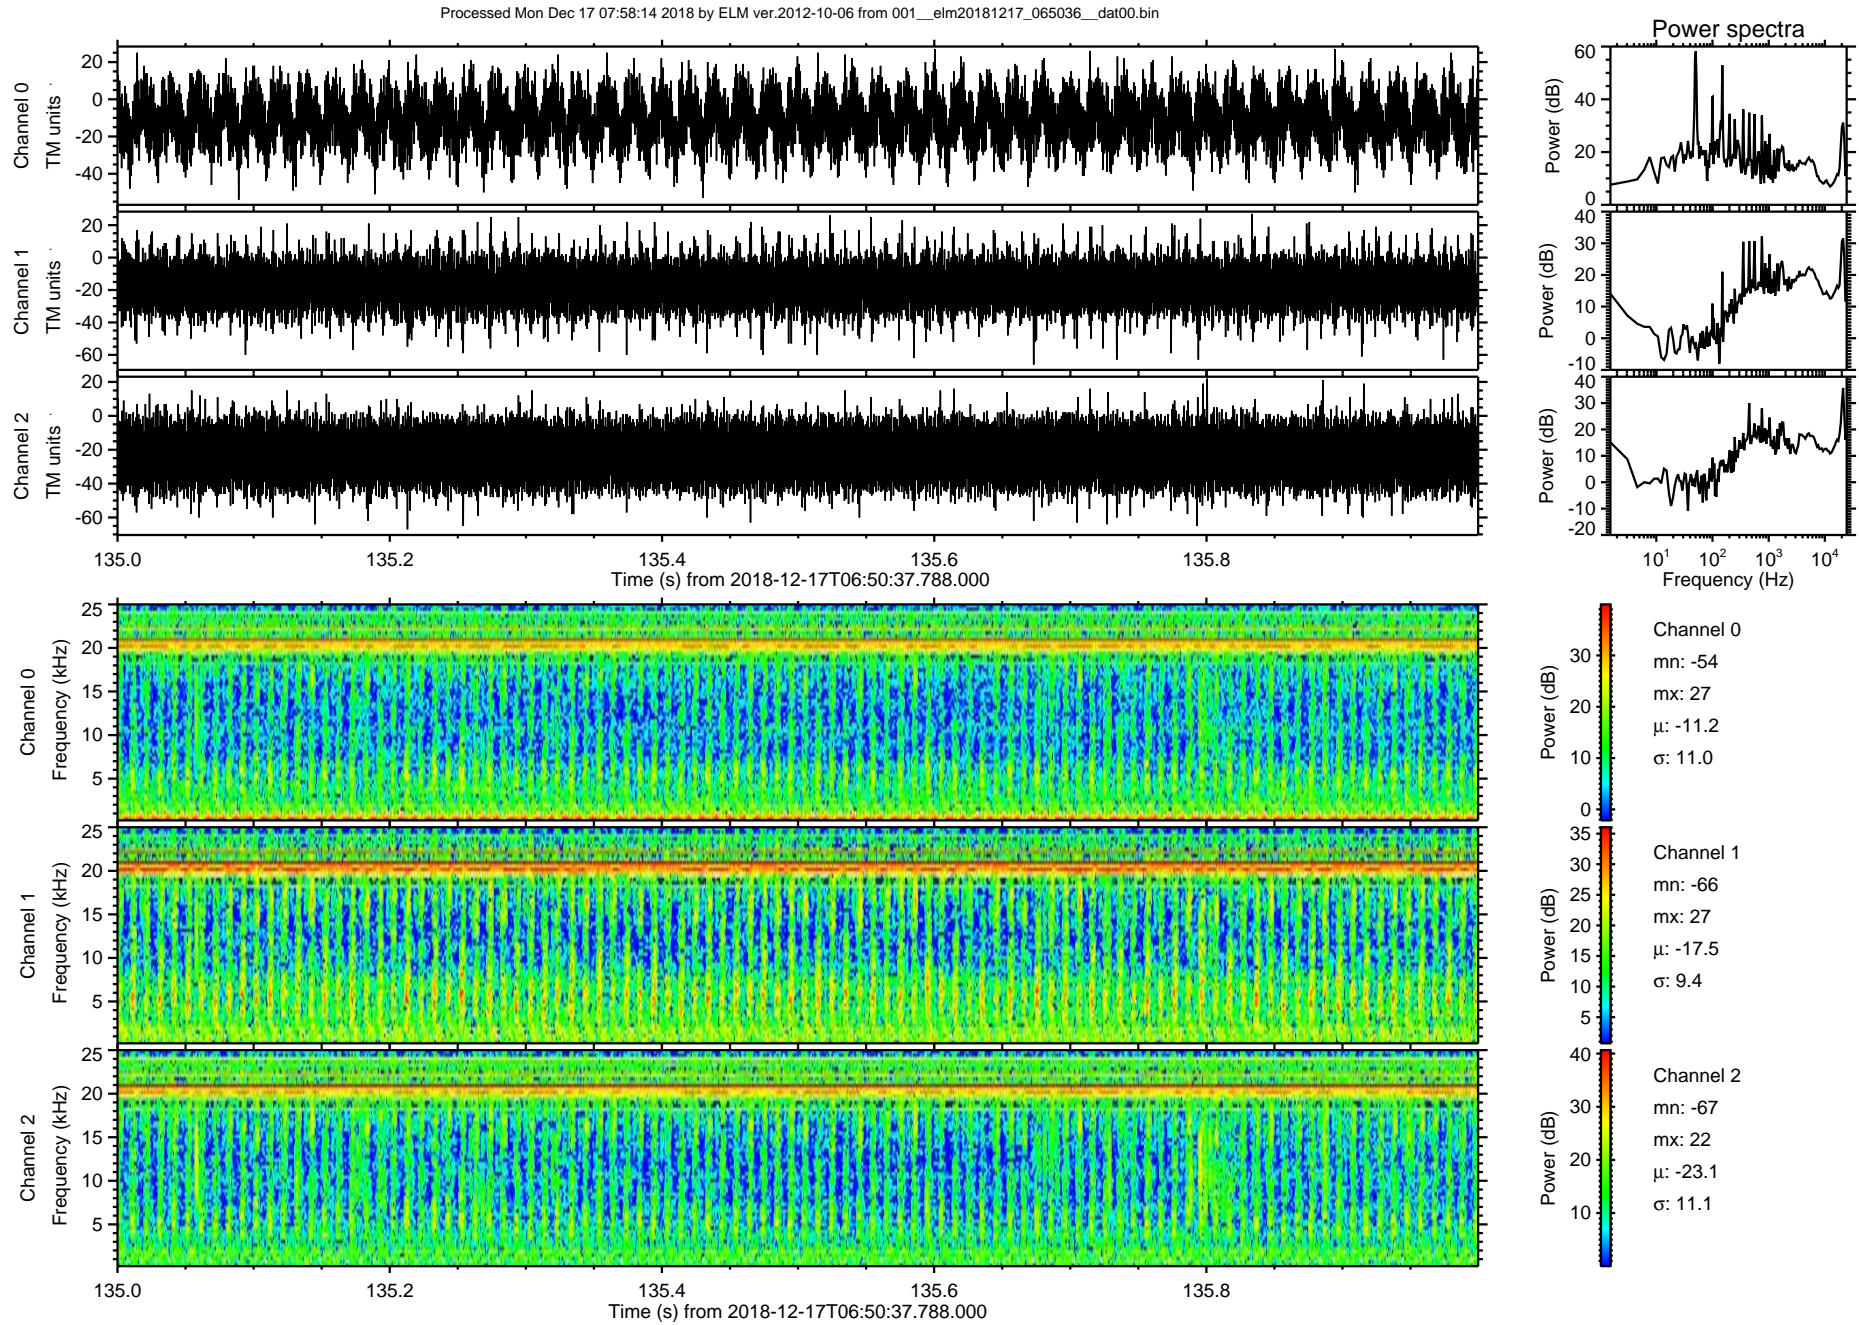 Processed Mon Dec 17 07:58:14 2018 by ELM ver.2012-10-06 from 001__elm20181217_065036__dat00.bin
Power spectra
Channel 0
TM units
20
0
-20
-40
Power (dB)
60
40
20
0
Channel 1
TM units
20
0
-20
-40
-60
Power (dB)
40
30
20
10
0
-10
Channel 2
TM units
20
0
-20
-40
-60
Power (dB)
40
30
20
10
0
-10
-20
135.0 135.2 135.4 135.6 135.8
Time (s) from 2018-12-17T06:50:37.788.000
10¹ 10² 10³ 10⁴
Frequency (Hz)
Channel 0
Frequency (kHz)
25
20
15
10
5
Power (dB)
30
20
10
0
Channel 0
mn: -54
mx: 27
μ: -11.2
σ: 11.0
Channel 1
Frequency (kHz)
25
20
15
10
5
Power (dB)
35
30
25
20
15
10
5
Channel 1
mn: -66
mx: 27
μ: -17.5
σ: 9.4
Channel 2
Frequency (kHz)
25
20
15
10
5
Power (dB)
40
30
20
10
Channel 2
mn: -67
mx: 22
μ: -23.1
σ: 11.1
135.0 135.2 135.4 135.6 135.8
Time (s) from 2018-12-17T06:50:37.788.000